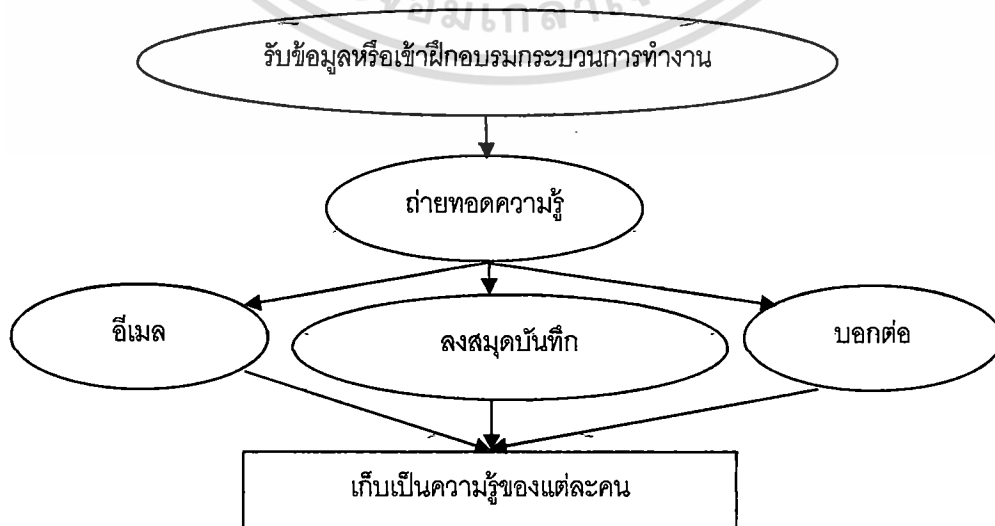 รับข้อมูลหรือเข้าฝึกอบรมกระบวนการทำงาน
ถ่ายทอดความรู้
อีเมล
ลงสมุดบันทึก
บอกต่อ
เก็บเป็นความรู้ของแต่ละคน